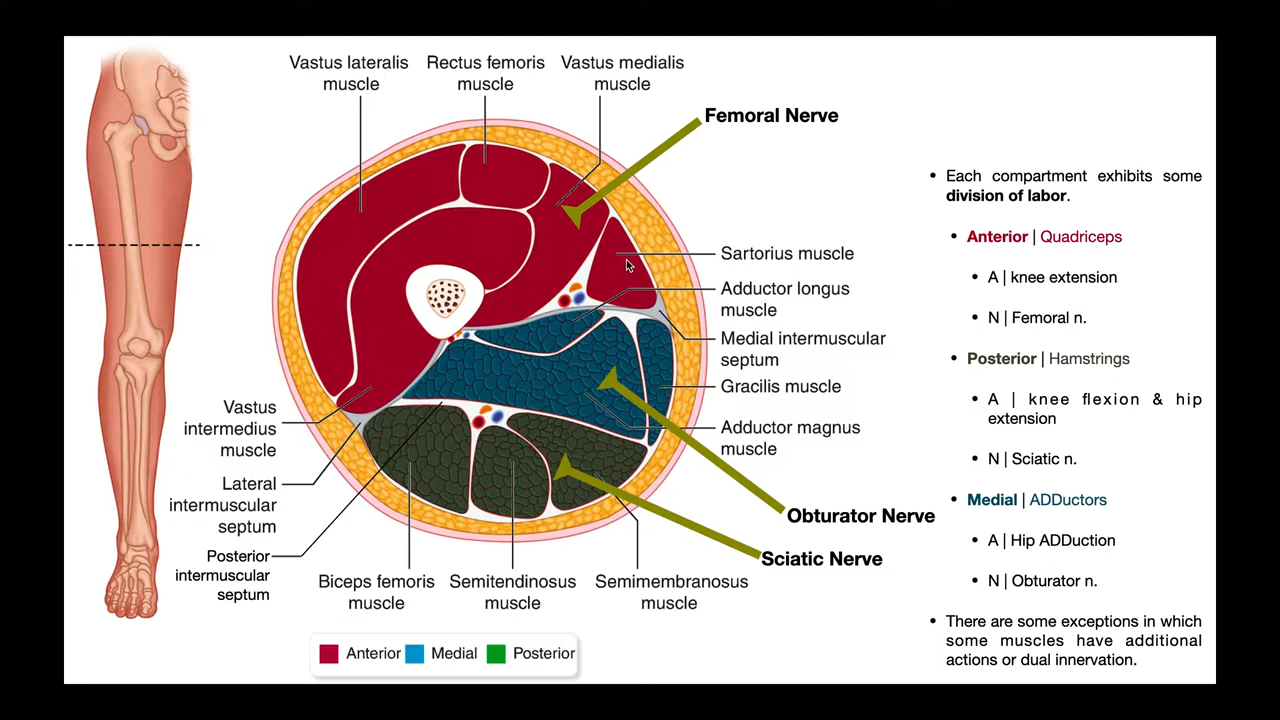 Vastus lateralis
muscle
Rectus femoris
muscle
Vastus medialis
muscle
Femoral Nerve
Sartorius muscle
Adductor longus
muscle
Medial intermuscular
septum
Gracilis muscle
Adductor magnus
muscle
Obturator Nerve
Sciatic Nerve
Vastus
intermedius
muscle
Lateral
intermuscular
septum
Posterior
intermuscular
septum
Biceps femoris
muscle
Semitendinosus
muscle
Semimembranosus
muscle
Anterior Medial Posterior
• Each compartment exhibits some
division of labor.
• Anterior | Quadriceps
• A | knee extension
• N | Femoral n.
• Posterior | Hamstrings
• A | knee flexion & hip
extension
• N | Sciatic n.
• Medial | ADDuctors
• A | Hip ADDuction
• N | Obturator n.
• There are some exceptions in which
some muscles have additional
actions or dual innervation.